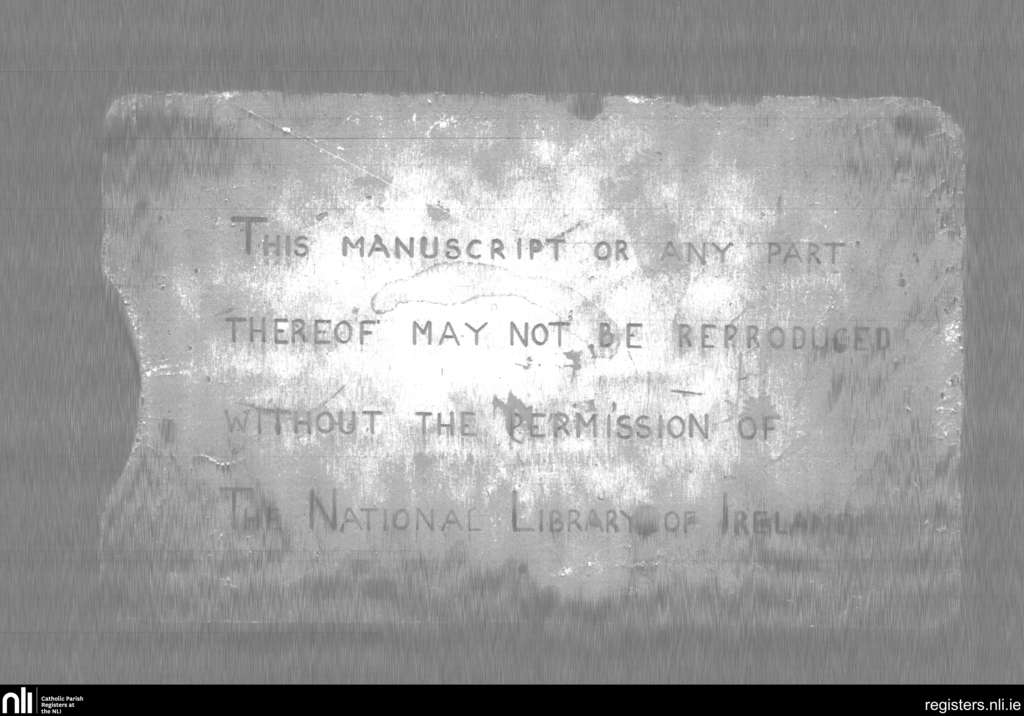 This manuscript or any part
thereof may not be reproduced
without the permission of
The National Library of Ireland
nli
Catholic Parish
Registers at
the NLI
registers.nli.ie